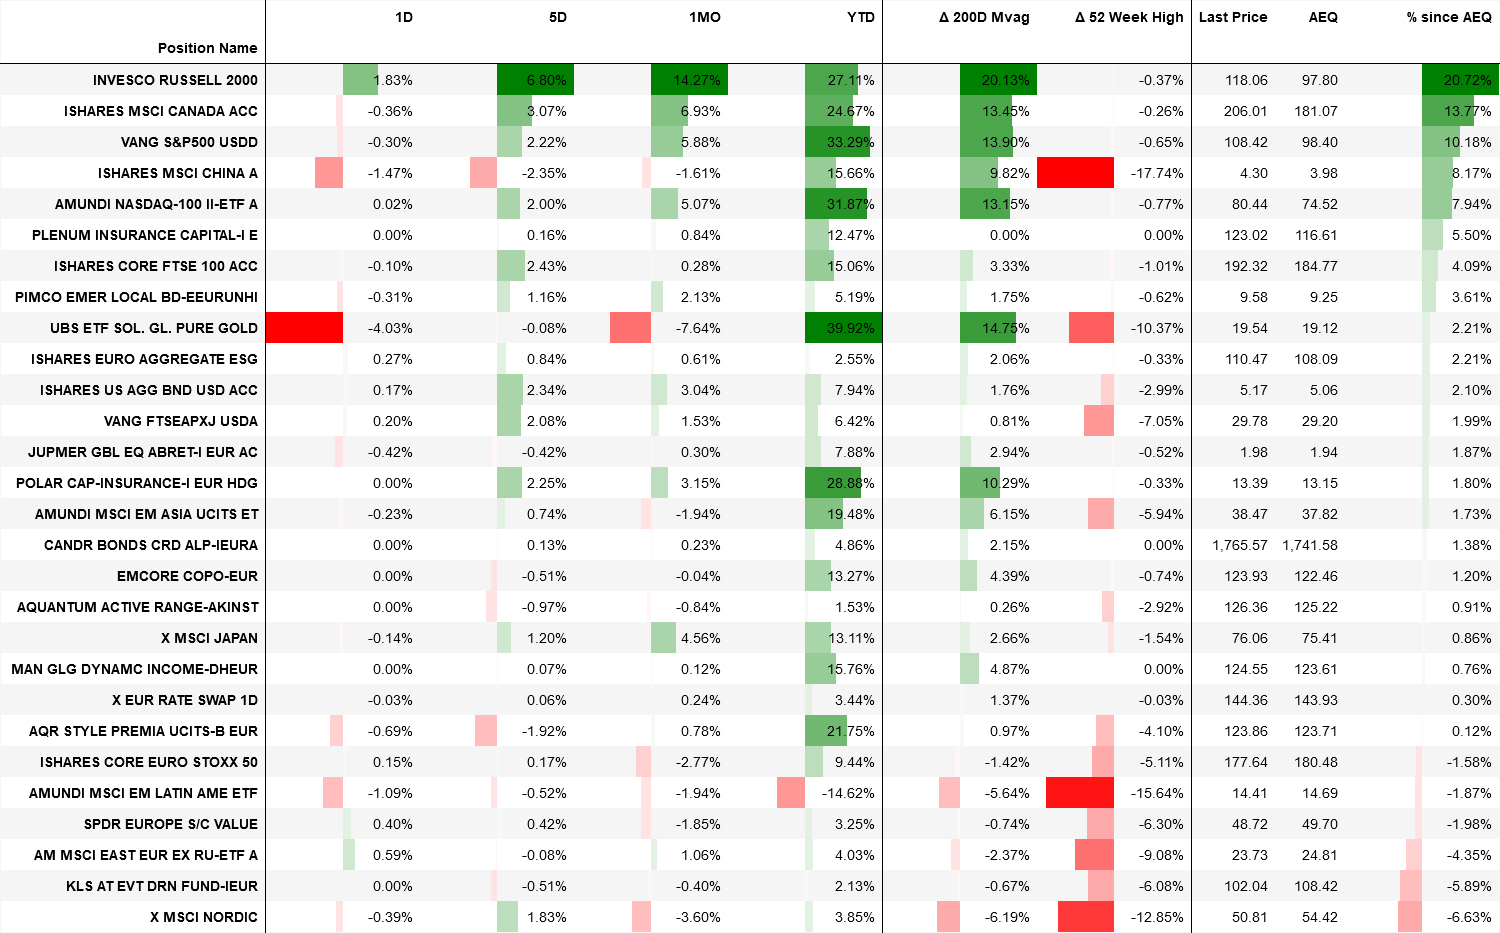 1D 5D 1MO YTD Δ 200D Mvag Δ 52 Week High Last Price AEQ % since AEQ
Position Name
INVESCO RUSSELL 2000 1.83% 6.80% 14.27% 27.11% 20.13% -0.37% 118.06 97.80 20.72%
ISHARES MSCI CANADA ACC -0.36% 3.07% 6.93% 24.67% 13.45% -0.26% 206.01 181.07 13.77%
VANG S&P500 USDD -0.30% 2.22% 5.88% 33.29% 13.90% -0.65% 108.42 98.40 10.18%
ISHARES MSCI CHINA A -1.47% -2.35% -1.61% 15.66% 9.82% -17.74% 4.30 3.98 8.17%
AMUNDI NASDAQ-100 II-ETF A 0.02% 2.00% 5.07% 31.87% 13.15% -0.77% 80.44 74.52 7.94%
PLENUM INSURANCE CAPITAL-I E 0.00% 0.16% 0.84% 12.47% 0.00% 0.00% 123.02 116.61 5.50%
ISHARES CORE FTSE 100 ACC -0.10% 2.43% 0.28% 15.06% 3.33% -1.01% 192.32 184.77 4.09%
PIMCO EMER LOCAL BD-EEURUNHI -0.31% 1.16% 2.13% 5.19% 1.75% -0.62% 9.58 9.25 3.61%
UBS ETF SOL. GL. PURE GOLD -4.03% -0.08% -7.64% 39.92% 14.75% -10.37% 19.54 19.12 2.21%
ISHARES EURO AGGREGATE ESG 0.27% 0.84% 0.61% 2.55% 2.06% -0.33% 110.47 108.09 2.21%
ISHARES US AGG BND USD ACC 0.17% 2.34% 3.04% 7.94% 1.76% -2.99% 5.17 5.06 2.10%
VANG FTSEAPXJ USDA 0.20% 2.08% 1.53% 6.42% 0.81% -7.05% 29.78 29.20 1.99%
JUPMER GBL EQ ABRET-I EUR AC -0.42% -0.42% 0.30% 7.88% 2.94% -0.52% 1.98 1.94 1.87%
POLAR CAP-INSURANCE-I EUR HDG 0.00% 2.25% 3.15% 28.88% 10.29% -0.33% 13.39 13.15 1.80%
AMUNDI MSCI EM ASIA UCITS ET -0.23% 0.74% -1.94% 19.48% 6.15% -5.94% 38.47 37.82 1.73%
CANDR BONDS CRD ALP-IEURA 0.00% 0.13% 0.23% 4.86% 2.15% 0.00% 1,765.57 1,741.58 1.38%
EMCORE COPO-EUR 0.00% -0.51% -0.04% 13.27% 4.39% -0.74% 123.93 122.46 1.20%
AQUANTUM ACTIVE RANGE-AKINST 0.00% -0.97% -0.84% 1.53% 0.26% -2.92% 126.36 125.22 0.91%
X MSCI JAPAN -0.14% 1.20% 4.56% 13.11% 2.66% -1.54% 76.06 75.41 0.86%
MAN GLG DYNAMC INCOME-DHEUR 0.00% 0.07% 0.12% 15.76% 4.87% 0.00% 124.55 123.61 0.76%
X EUR RATE SWAP 1D -0.03% 0.06% 0.24% 3.44% 1.37% -0.03% 144.36 143.93 0.30%
AQR STYLE PREMIA UCITS-B EUR -0.69% -1.92% 0.78% 21.75% 0.97% -4.10% 123.86 123.71 0.12%
ISHARES CORE EURO STOXX 50 0.15% 0.17% -2.77% 9.44% -1.42% -5.11% 177.64 180.48 -1.58%
AMUNDI MSCI EM LATIN AME ETF -1.09% -0.52% -1.94% -14.62% -5.64% -15.64% 14.41 14.69 -1.87%
SPDR EUROPE S/C VALUE 0.40% 0.42% -1.85% 3.25% -0.74% -6.30% 48.72 49.70 -1.98%
AM MSCI EAST EUR EX RU-ETF A 0.59% -0.08% 1.06% 4.03% -2.37% -9.08% 23.73 24.81 -4.35%
KLS AT EVT DRN FUND-IEUR 0.00% -0.51% -0.40% 2.13% -0.67% -6.08% 102.04 108.42 -5.89%
X MSCI NORDIC -0.39% 1.83% -3.60% 3.85% -6.19% -12.85% 50.81 54.42 -6.63%